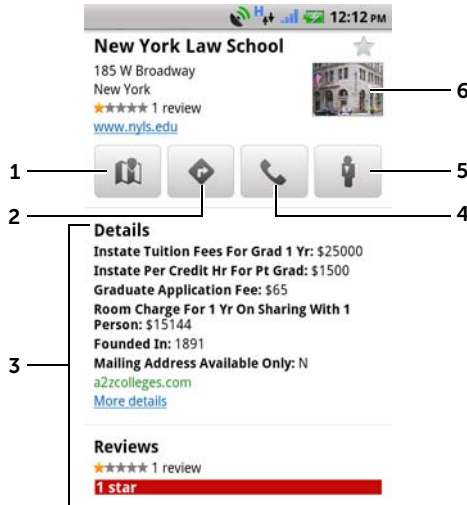 H 12:12 PM
New York Law School
185 W Broadway
New York
1 review
www.nyls.edu
6
1
2
5
4
3
Details
Instate Tuition Fees For Grad 1 Yr: $25000
Instate Per Credit Hr For Pt Grad: $1500
Graduate Application Fee: $65
Room Charge For 1 Yr On Sharing With 1
Person: $15144
Founded In: 1891
Mailing Address Available Only: N
a2zcolleges.com
More details
Reviews
1 review
1 star